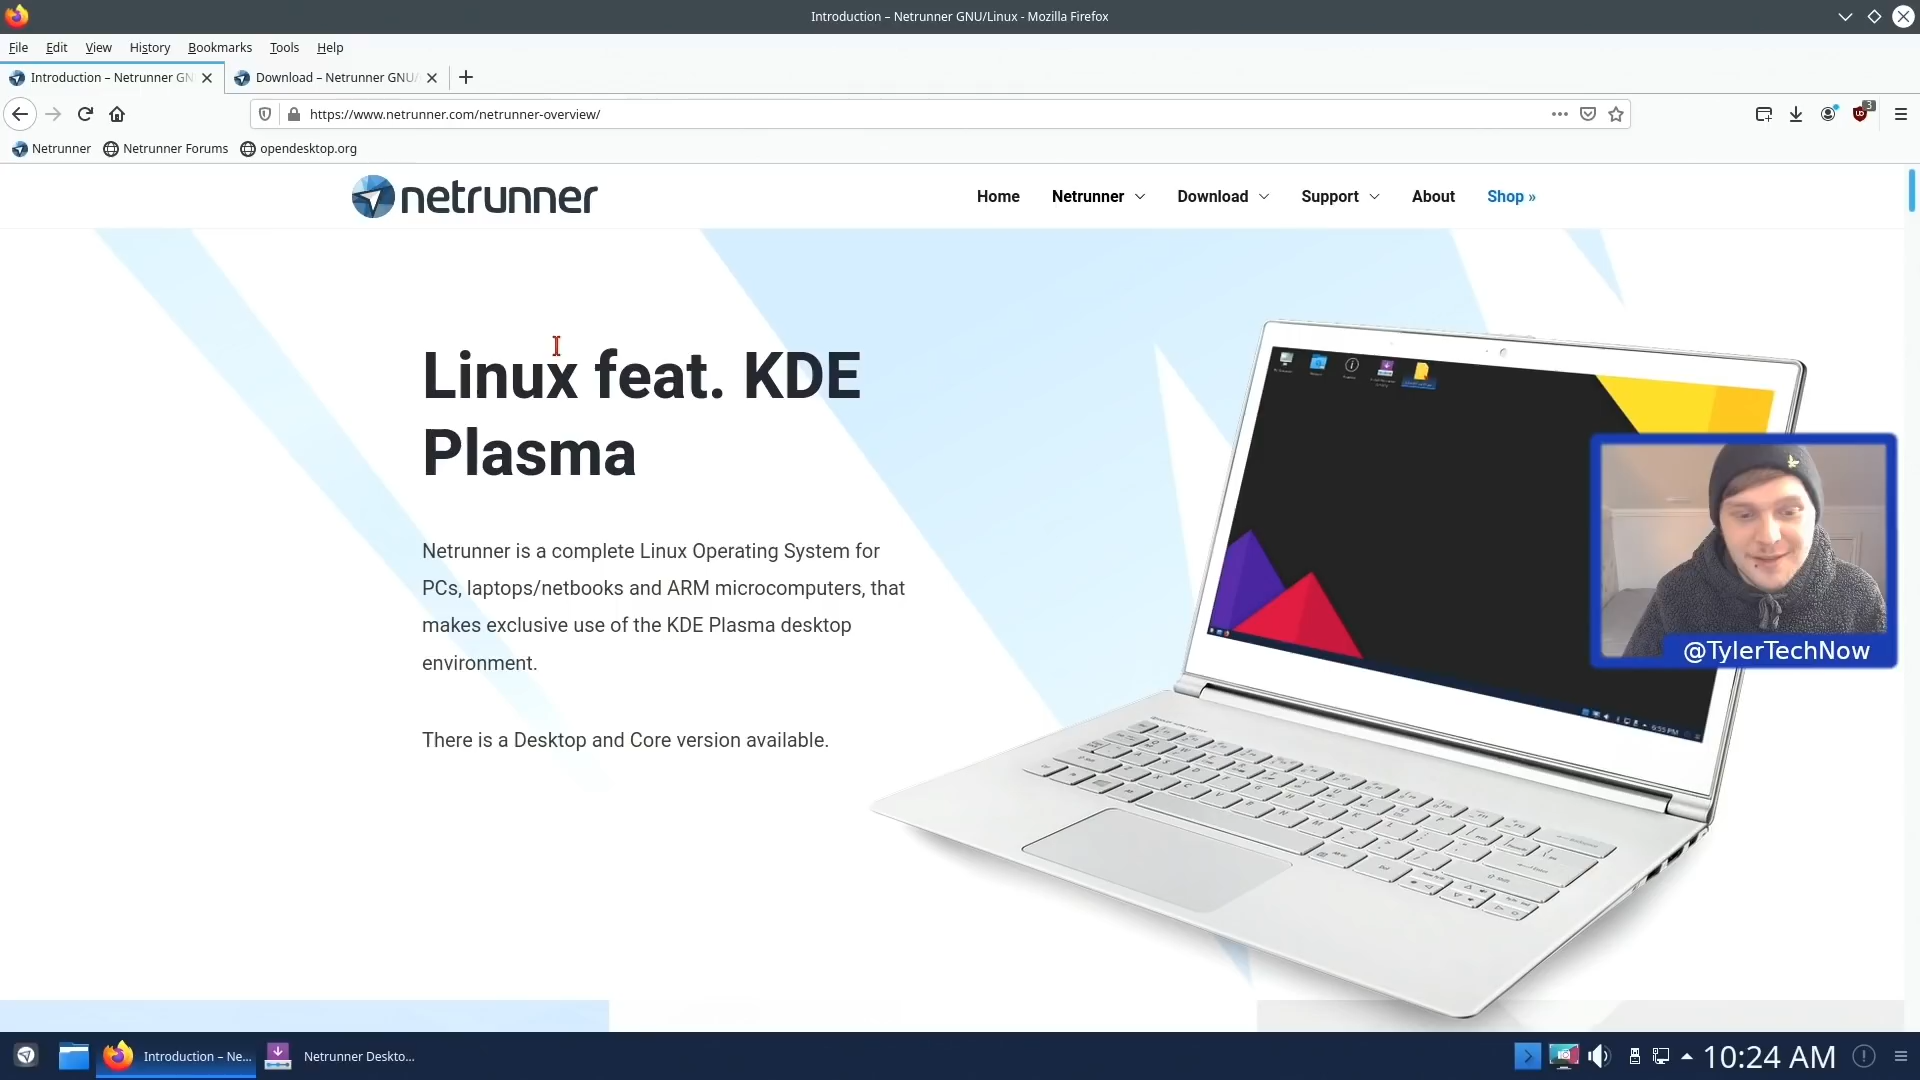 Introduction – Netrunner GNU/Linux - Mozilla Firefox
File Edit View History Bookmarks Tools Help
Introduction – Netrunner GN
Download – Netrunner GNU/
https://www.netrunner.com/netrunner-overview/
3
Netrunner Netrunner Forums opendesktop.org
netrunner
Home Netrunner Download Support About Shop »
Linux feat. KDE
Plasma
Netrunner is a complete Linux Operating System for
PCs, laptops/netbooks and ARM microcomputers, that
makes exclusive use of the KDE Plasma desktop
environment.
There is a Desktop and Core version available.
@TylerTechNow
Introduction – Ne...
Netrunner Deskto...
10:24 AM